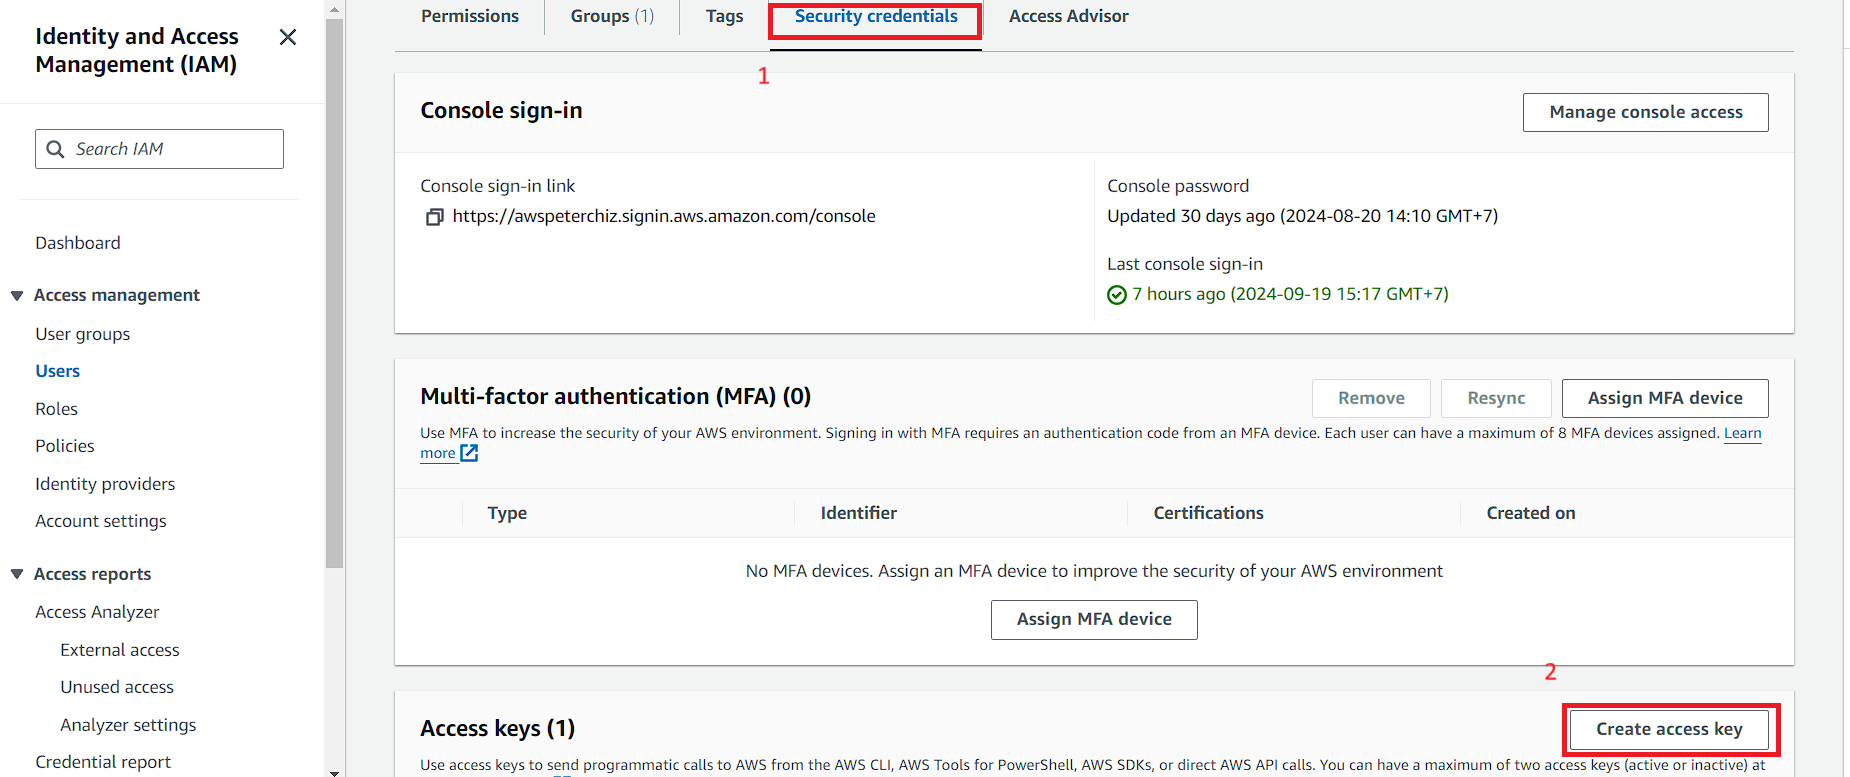 Identity and Access
Management (IAM)
Search IAM
Dashboard
Access management
User groups
Users
Roles
Policies
Identity providers
Account settings
Access reports
Access Analyzer
External access
Unused access
Analyzer settings
Credential report
Permissions
Groups (1)
Tags
Security credentials
Access Advisor
1
Console sign-in
Manage console access
Console sign-in link
https://awspeterchiz.signin.aws.amazon.com/console
Console password
Updated 30 days ago (2024-08-20 14:10 GMT+7)
Last console sign-in
7 hours ago (2024-09-19 15:17 GMT+7)
Multi-factor authentication (MFA) (0)
Remove
Resync
Assign MFA device
Use MFA to increase the security of your AWS environment. Signing in with MFA requires an authentication code from an MFA device. Each user can have a maximum of 8 MFA devices assigned. Learn
more
Type
Identifier
Certifications
Created on
No MFA devices. Assign an MFA device to improve the security of your AWS environment
Assign MFA device
2
Access keys (1)
Create access key
Use access keys to send programmatic calls to AWS from the AWS CLI, AWS Tools for PowerShell, AWS SDKs, or direct AWS API calls. You can have a maximum of two access keys (active or inactive) at